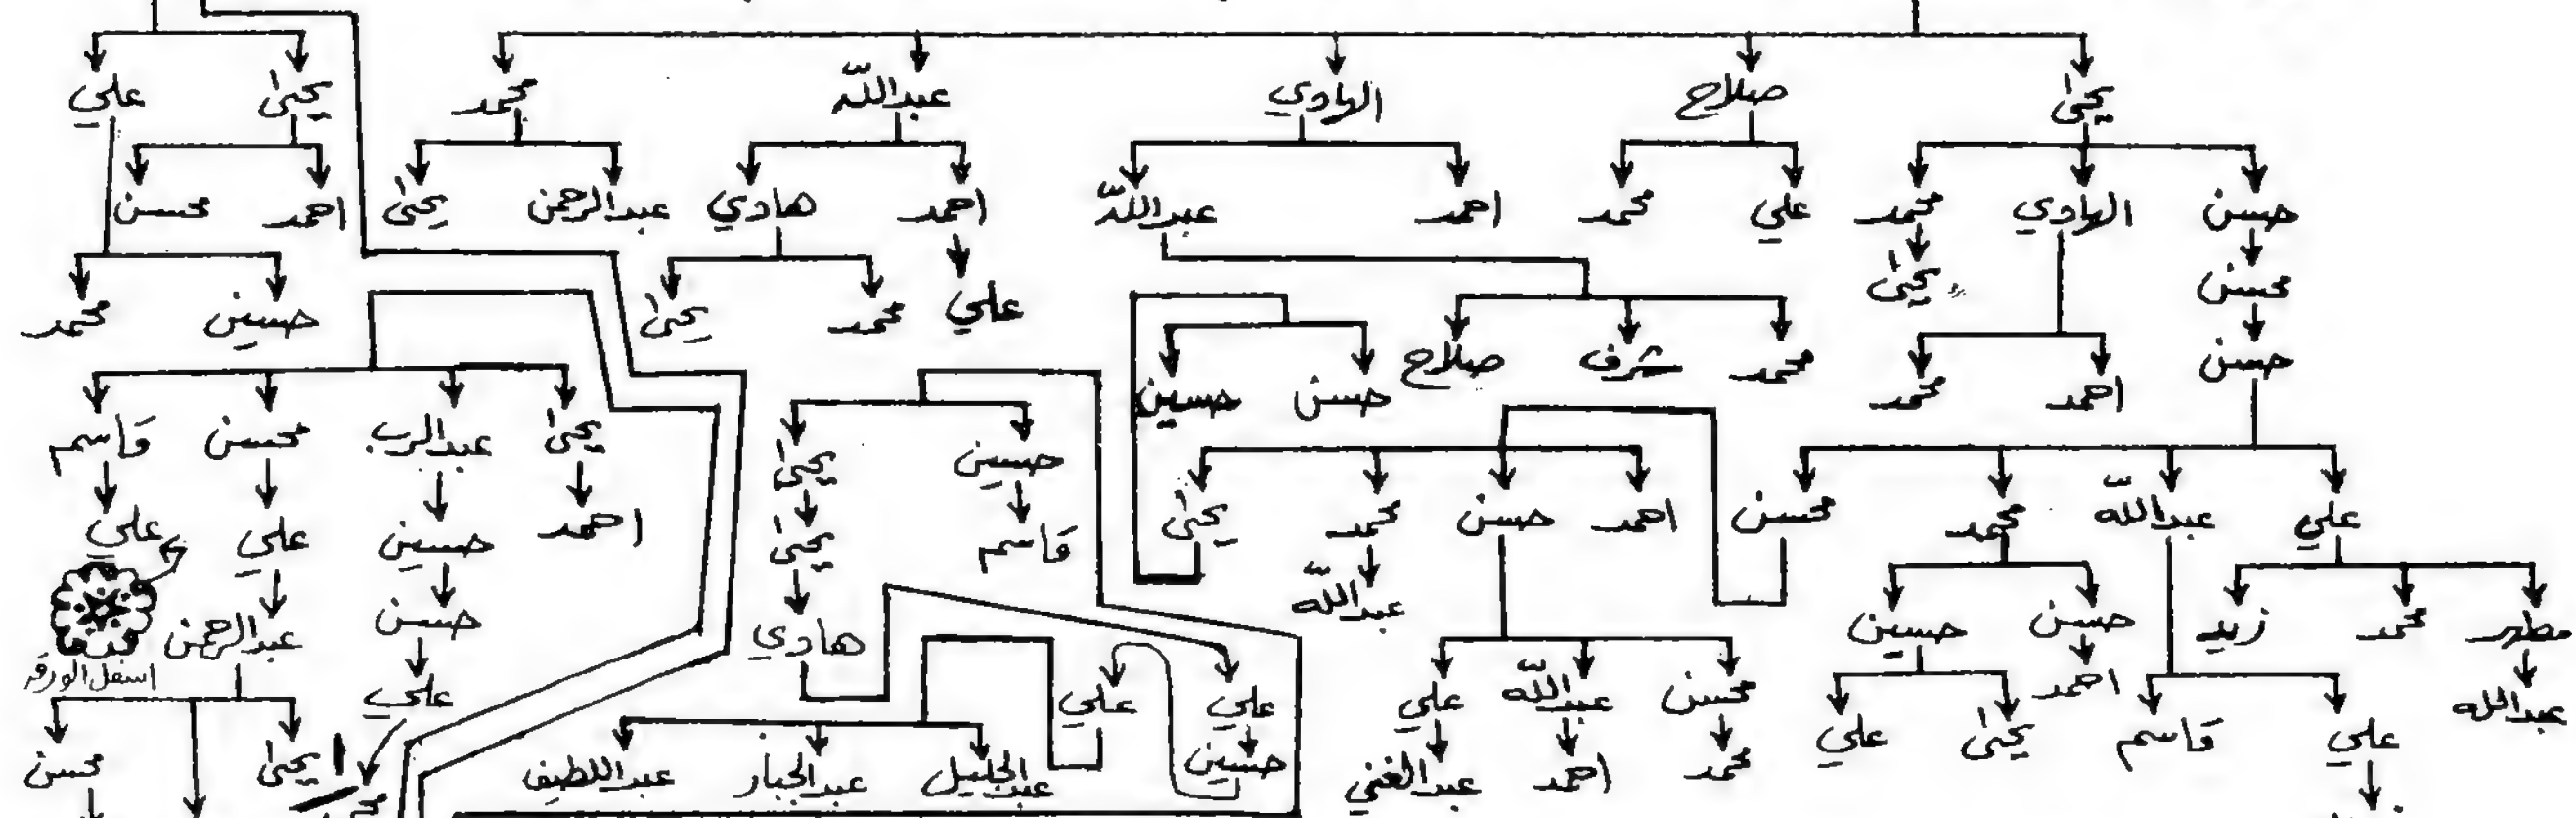 يحيى صلاح الهادي عبدالله محمد يحيى علي
حسن الهادي محمد علي محمد احمد عبدالله احمد هادي عبدالرحمن يحيى احمد محسن
محسن يحيى علي محمد يحيى حسين محمد
حسن احمد محمد محمد شرف صلاح حسن حسين
يحيى عبدالرب محسن قاسم حسين يحيى
علي عبدالله محمد محسن احمد حسن محمد يحيى قاسم يحيى احمد حسين علي علي
مطهر محمد زيد حسن حسين عبدالله هادي حسن عبدالرحمن
اسفل الورقه
عبدالله احمد محسن عبدالله علي علي علي علي
علي قاسم يحيى علي محمد احمد عبدالغني حسين عبدالجليل عبدالجبار عبداللطيف يحيى محسن